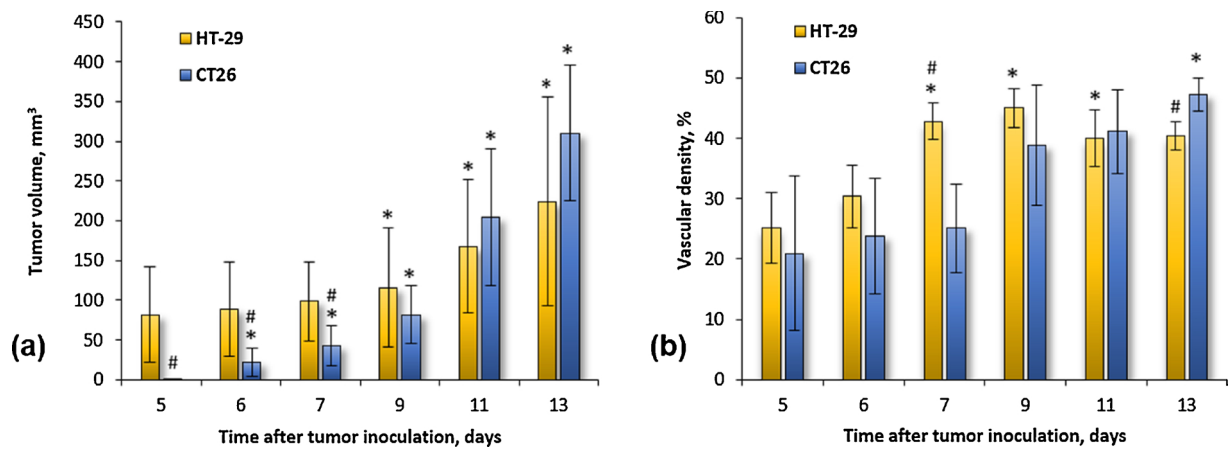 450
400
350
300
250
200
150
100
50
0
Tumor volume, mm³
HT-29
CT26
#
# *
# *
* *
* *
* *
5 6 7 9 11 13
Time after tumor inoculation, days
(a)
60
50
40
30
20
10
0
Vascular density, %
HT-29
CT26
# *
*
*
# *
5 6 7 9 11 13
Time after tumor inoculation, days
(b)